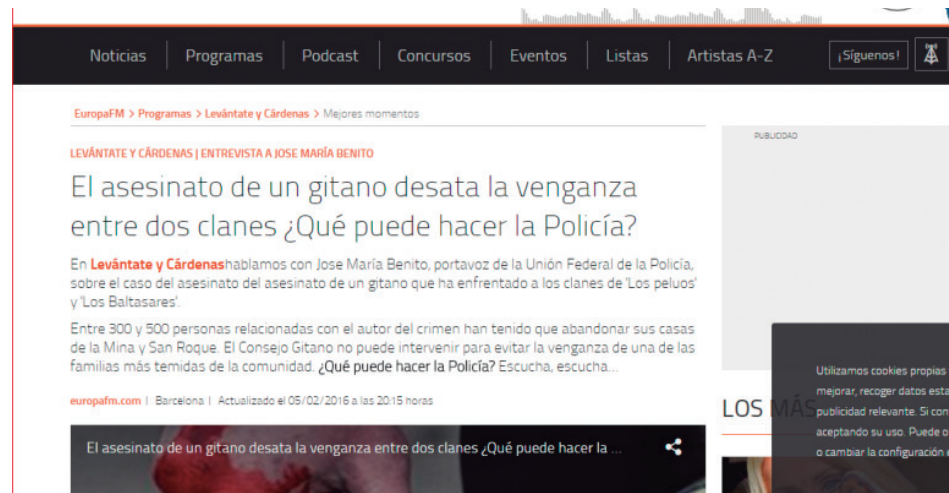 Noticias Programas Podcast Concursos Eventos Listas Artistas A-Z ¡Síguenos!
EuropaFM > Programas > Levántate y Cárdenas > Mejores momentos
LEVÁNTATE Y CÁRDENAS | ENTREVISTA A JOSE MARÍA BENITO
El asesinato de un gitano desata la venganza
entre dos clanes ¿Qué puede hacer la Policía?
En Levántate y Cárdenashablamos con Jose María Benito, portavoz de la Unión Federal de la Policía,
sobre el caso del asesinato del asesinato de un gitano que ha enfrentado a los clanes de 'Los peluos'
y 'Los Baltasares'.
Entre 300 y 500 personas relacionadas con el autor del crimen han tenido que abandonar sus casas
de la Mina y San Roque. El Consejo Gitano no puede intervenir para evitar la venganza de una de las
familias más temidas de la comunidad. ¿Qué puede hacer la Policía? Escucha, escucha...
europafm.com | Barcelona | Actualizado el 05/02/2016 a las 20:15 horas
El asesinato de un gitano desata la venganza entre dos clanes ¿Qué puede hacer la ...
PUBLICIDAD
LOS MÁS
Utilizamos cookies propias
mejorar, recoger datos esta
publicidad relevante. Si con
aceptando su uso. Puede o
o cambiar la configuración e